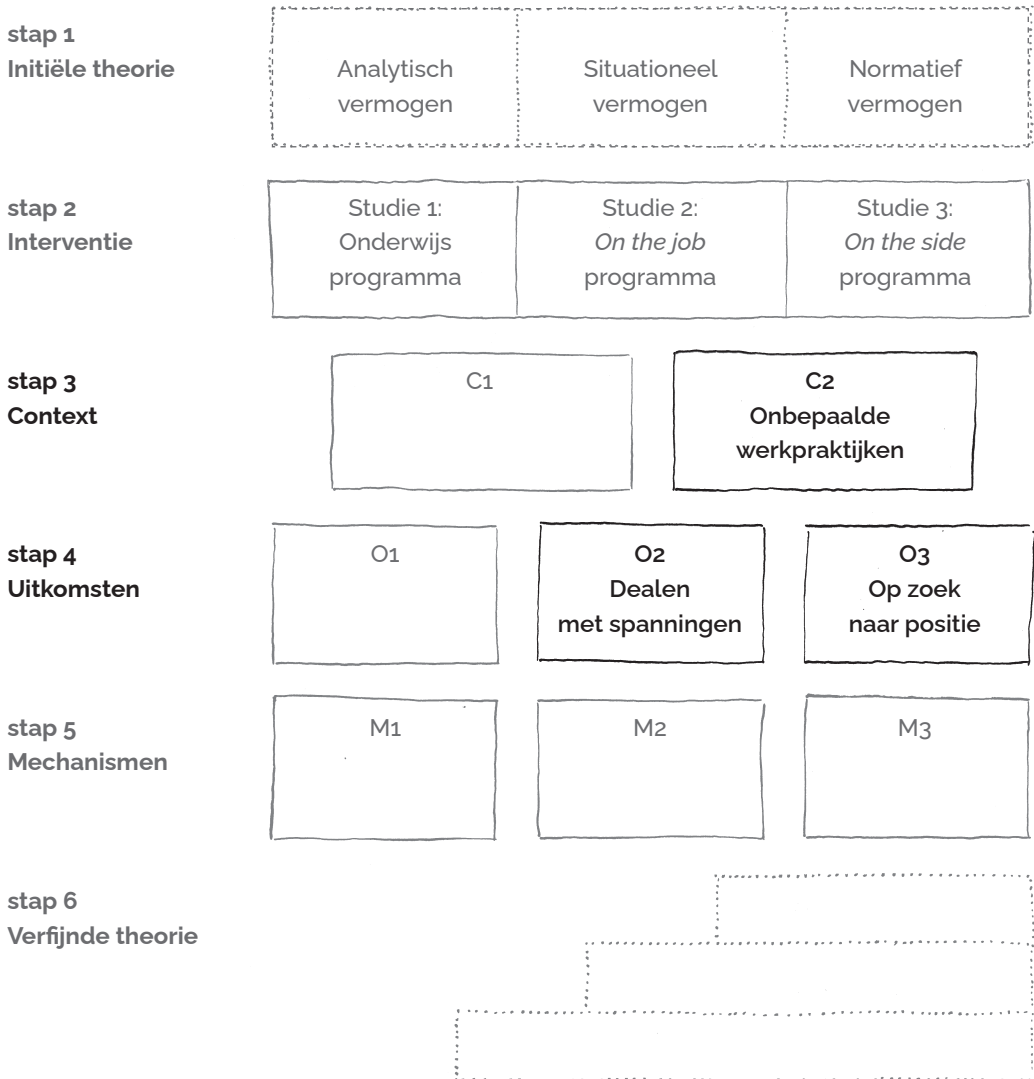 stap 1
Initiële theorie
Analytisch
vermogen
Situationeel
vermogen
Normatief
vermogen
stap 2
Interventie
Studie 1:
Onderwijs
programma
Studie 2:
On the job
programma
Studie 3:
On the side
programma
stap 3
Context
C1
C2
Onbepaalde
werkpraktijken
stap 4
Uitkomsten
O1
O2
Dealen
met spanningen
O3
Op zoek
naar positie
stap 5
Mechanismen
M1
M2
M3
stap 6
Verfijnde theorie